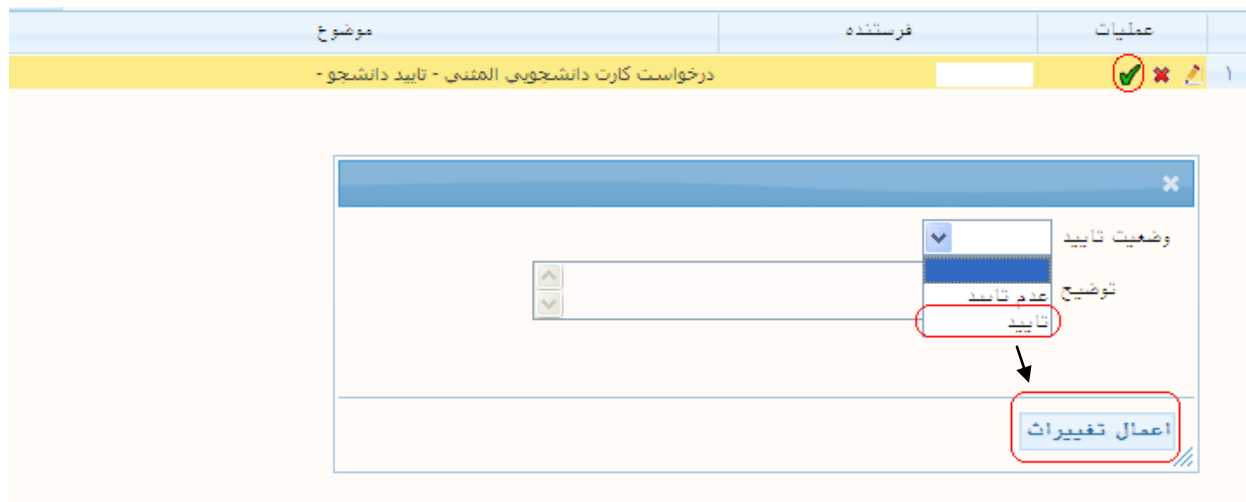 عملیات فرستنده موضوع
۱ درخواست کارت دانشجویی المثنی - تایید دانشجو -
وضعیت تایید
توضیح
عدم تایید
تایید
اعمال تغییرات